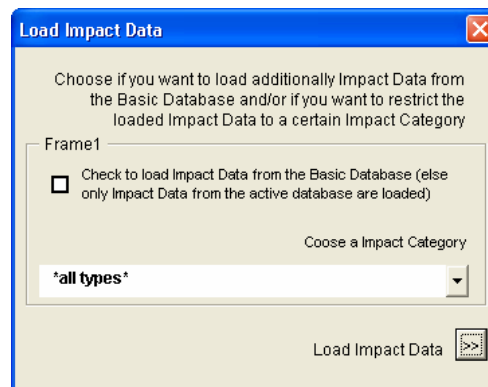 Load Impact Data
Choose if you want to load additionally Impact Data from
the Basic Database and/or if you want to restrict the
loaded Impact Data to a certain Impact Category
Frame1
Check to load Impact Data from the Basic Database (else
only Impact Data from the active database are loaded)
Coose a Impact Category
*all types*
Load Impact Data >>